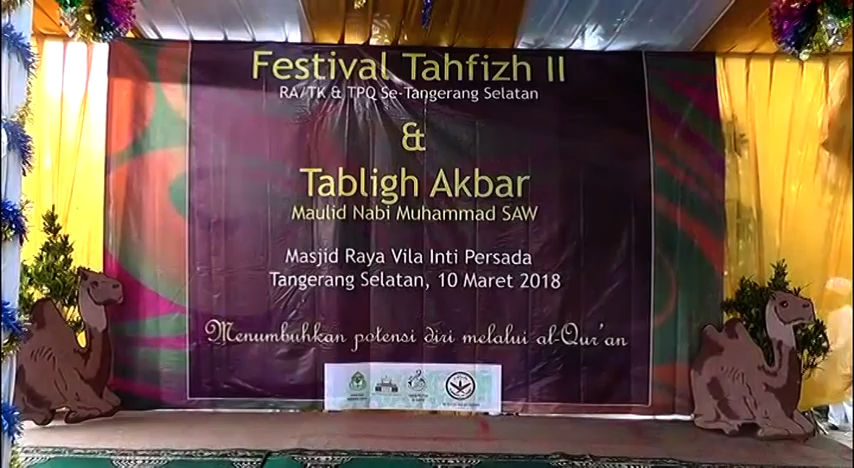 Festival Tahfizh II
RA/TK & TPQ Se-Tangerang Selatan
&
Tabligh Akbar
Maulid Nabi Muhammad SAW
Masjid Raya Vila Inti Persada
Tangerang Selatan, 10 Maret 2018
Menumbuhkan potensi diri melalui al-Qur'an